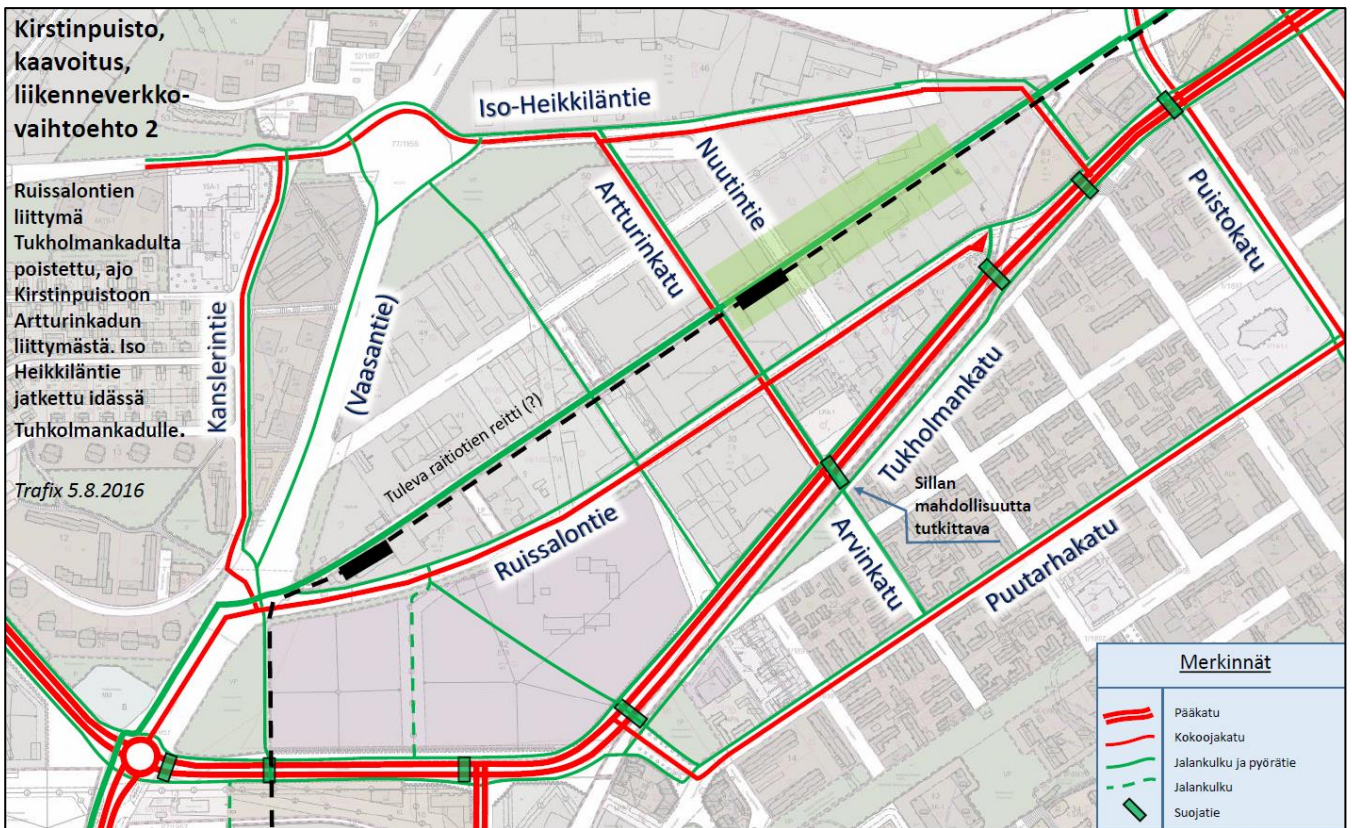 Kirstinpuisto,
kaavoitus,
liikenneverkko-
vaihtoehto 2
Ruissalontien
liittymä
Tukholmankadulta
poistettu, ajo
Kirstinpuistoon
Artturinkadun
liittymästä. Iso
Heikkiläntie
jatkettu idässä
Tuhkolmankadulle.
Trafix 5.8.2016
Iso-Heikkiläntie
Nuutintie
Artturinkatu
Puistokatu
Kanslerintie
(Vaasantie)
Tuleva raitiotien reitti (?)
Tukholmankatu
Ruissalontie
Sillan
mahdollisuutta
tutkittava
Arvinkatu
Puutarhakatu
Merkinnät
Pääkatu
Kokoojakatu
Jalankulku ja pyörätie
Jalankulku
Suojatie